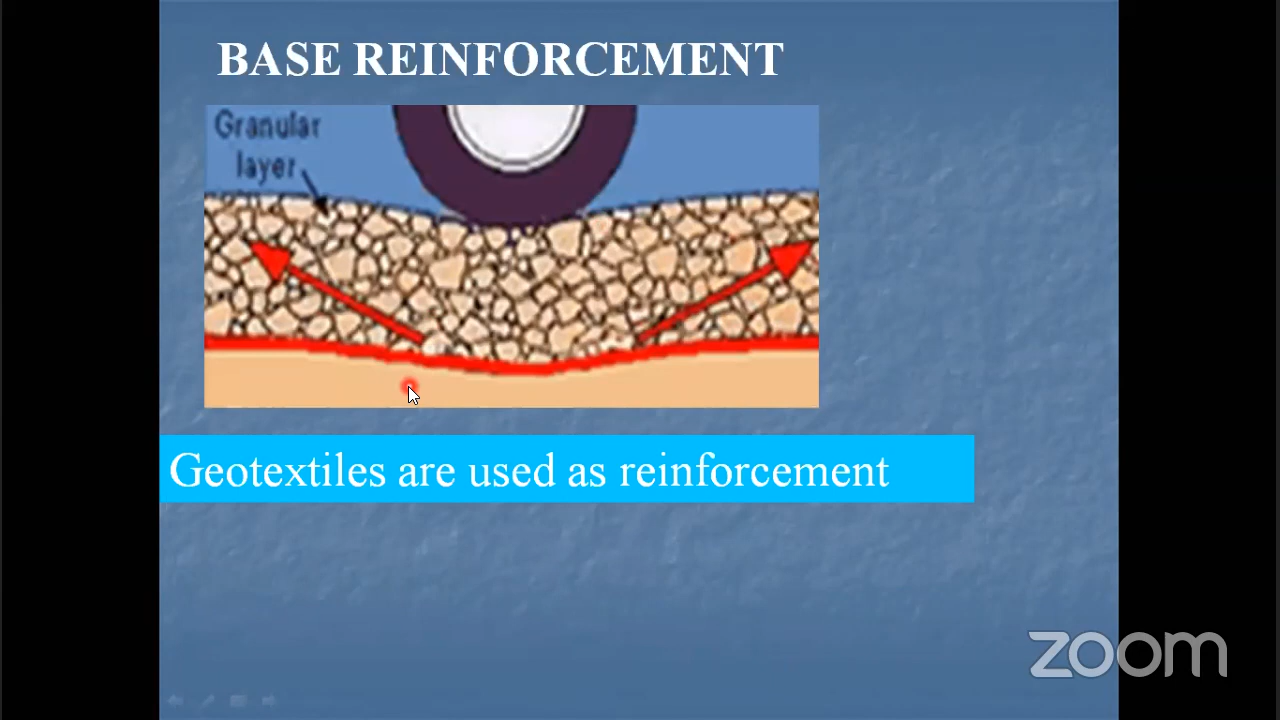 BASE REINFORCEMENT
Granular
layer
Geotextiles are used as reinforcement
zoom